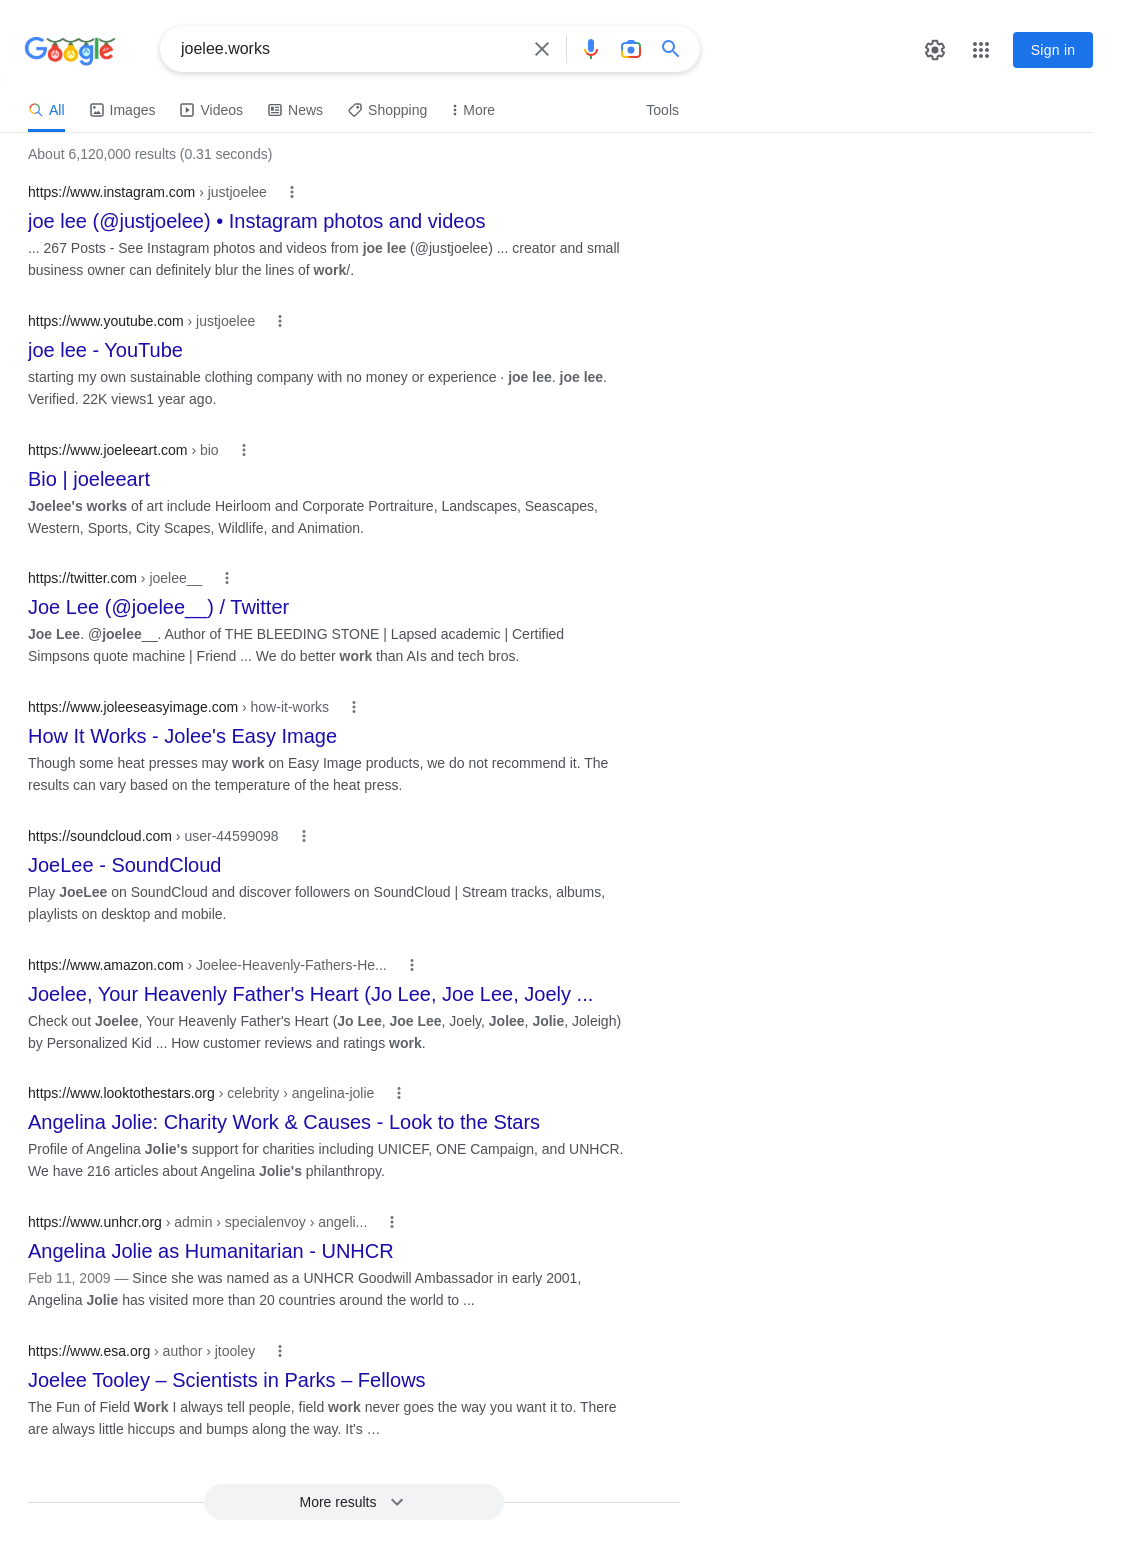 Google
joelee.works
Sign in
All Images Videos News Shopping More Tools
About 6,120,000 results (0.31 seconds)
https://www.instagram.com › justjoelee
joe lee (@justjoelee) • Instagram photos and videos
... 267 Posts - See Instagram photos and videos from joe lee (@justjoelee) ... creator and small
business owner can definitely blur the lines of work/.
https://www.youtube.com › justjoelee
joe lee - YouTube
starting my own sustainable clothing company with no money or experience · joe lee. joe lee.
Verified. 22K views1 year ago.
https://www.joeleeart.com › bio
Bio | joeleeart
Joelee's works of art include Heirloom and Corporate Portraiture, Landscapes, Seascapes,
Western, Sports, City Scapes, Wildlife, and Animation.
https://twitter.com › joelee__
Joe Lee (@joelee__) / Twitter
Joe Lee. @joelee__. Author of THE BLEEDING STONE | Lapsed academic | Certified
Simpsons quote machine | Friend ... We do better work than AIs and tech bros.
https://www.joleeseasyimage.com › how-it-works
How It Works - Jolee's Easy Image
Though some heat presses may work on Easy Image products, we do not recommend it. The
results can vary based on the temperature of the heat press.
https://soundcloud.com › user-44599098
JoeLee - SoundCloud
Play JoeLee on SoundCloud and discover followers on SoundCloud | Stream tracks, albums,
playlists on desktop and mobile.
https://www.amazon.com › Joelee-Heavenly-Fathers-He...
Joelee, Your Heavenly Father's Heart (Jo Lee, Joe Lee, Joely ...
Check out Joelee, Your Heavenly Father's Heart (Jo Lee, Joe Lee, Joely, Jolee, Jolie, Joleigh)
by Personalized Kid ... How customer reviews and ratings work.
https://www.looktothestars.org › celebrity › angelina-jolie
Angelina Jolie: Charity Work & Causes - Look to the Stars
Profile of Angelina Jolie's support for charities including UNICEF, ONE Campaign, and UNHCR.
We have 216 articles about Angelina Jolie's philanthropy.
https://www.unhcr.org › admin › specialenvoy › angeli...
Angelina Jolie as Humanitarian - UNHCR
Feb 11, 2009 — Since she was named as a UNHCR Goodwill Ambassador in early 2001,
Angelina Jolie has visited more than 20 countries around the world to ...
https://www.esa.org › author › jtooley
Joelee Tooley – Scientists in Parks – Fellows
The Fun of Field Work I always tell people, field work never goes the way you want it to. There
are always little hiccups and bumps along the way. It's …
More results